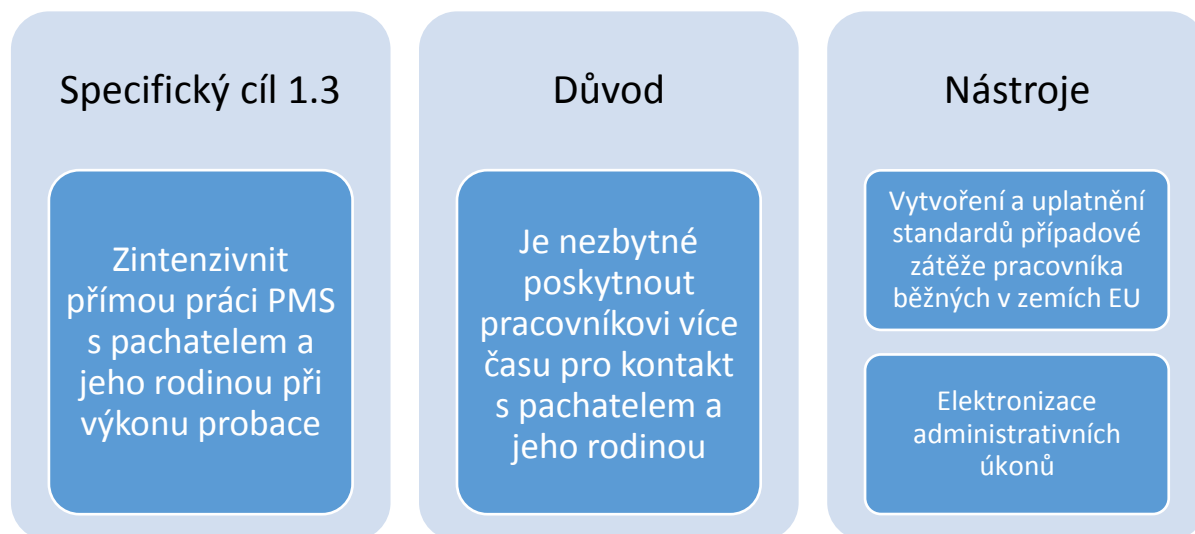 Specifický cíl 1.3
Zintenzivnit
přímou práci PMS
s pachatelem a
jeho rodinou při
výkonu probace
Důvod
Je nezbytné
poskytnout
pracovníkovi více
času pro kontakt
s pachatelem a
jeho rodinou
Nástroje
Vytvoření a uplatnění
standardů případové
zátěže pracovníka
běžných v zemích EU
Elektronizace
administrativních
úkonů